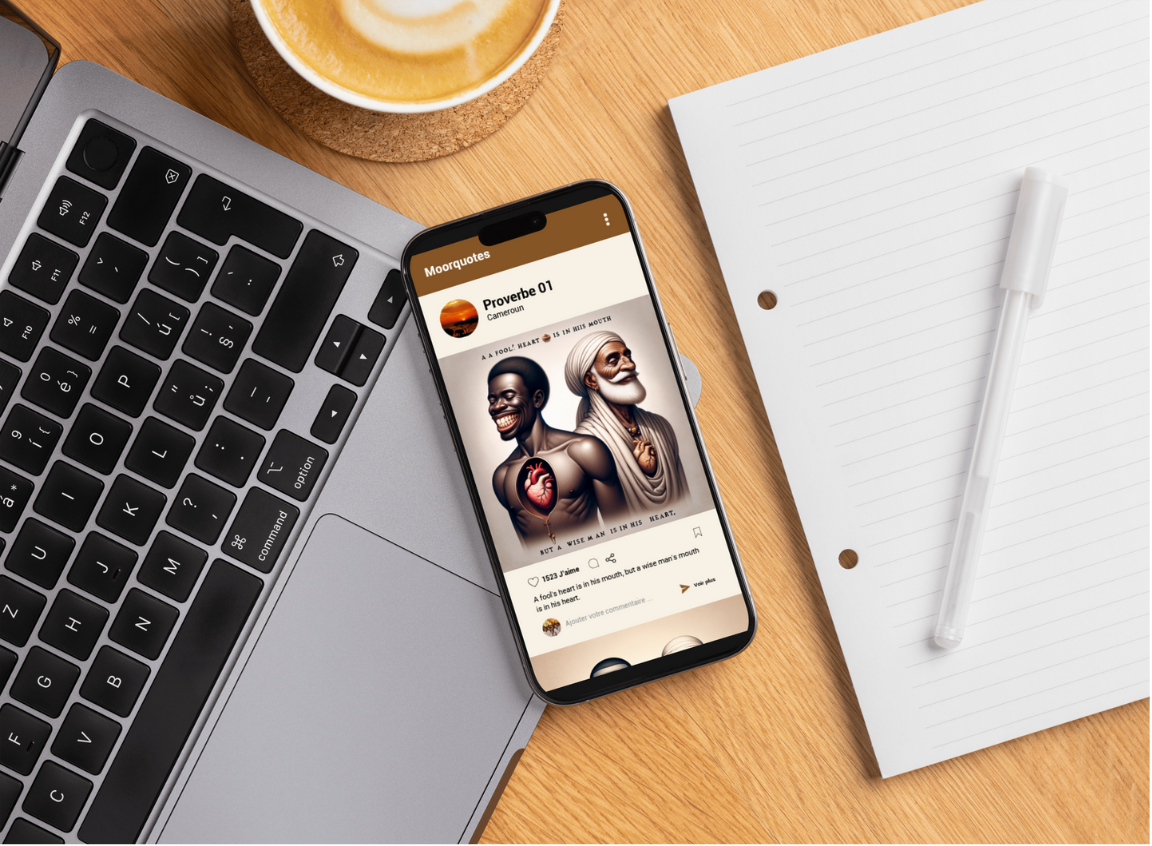 Moorquotes
Proverbe 01
Cameroun
A A FOOL' HEART IS IN HIS MOUTH
BUT A WISE MAN IS IN HIS HEART,
1523 J'aime
A fool's heart is in his mouth, but a wise man's mouth
is in his heart.
Voir plus
Ajouter votre commentaire ...
F12
F11
F10
%
=
P
O
L
I
K
?
,
option
command
U
J
M
Z
H
N
G
B
F
V
C